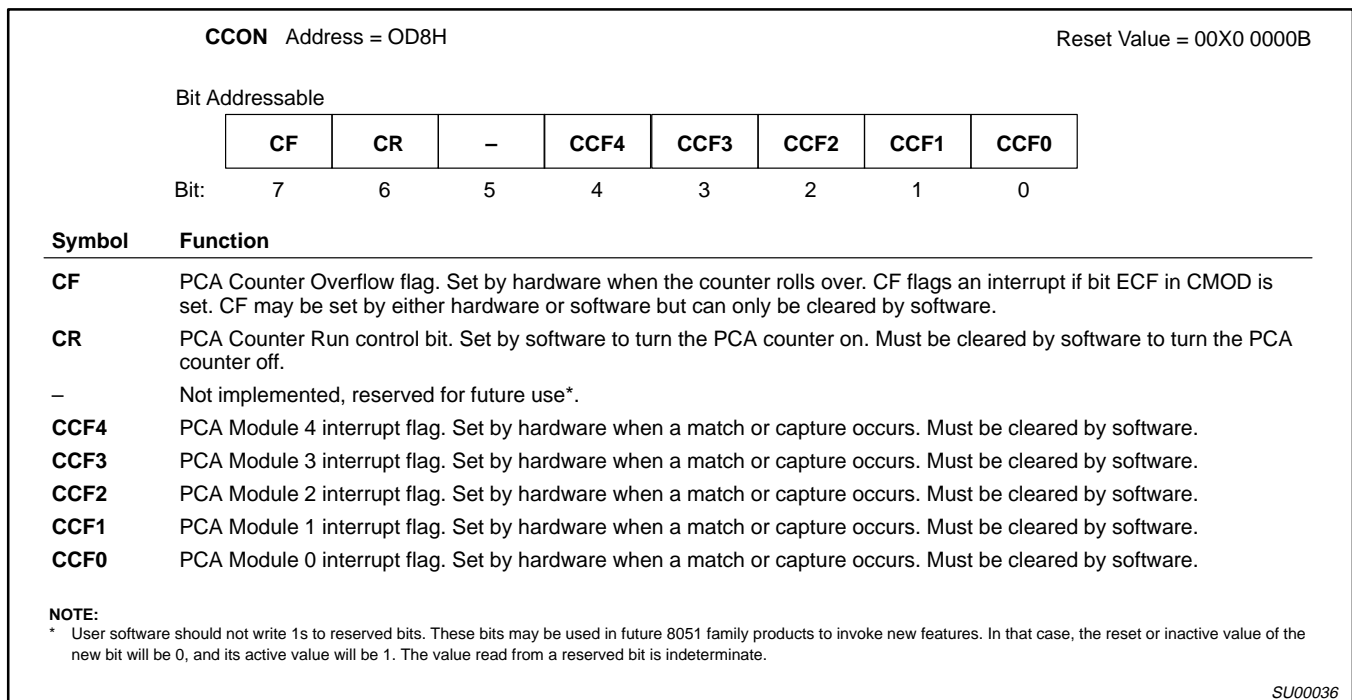 CCON Address = OD8H Reset Value = 00X0 0000B
Bit Addressable
CF CR – CCF4 CCF3 CCF2 CCF1 CCF0
Bit: 7 6 5 4 3 2 1 0
Symbol Function
CF PCA Counter Overflow flag. Set by hardware when the counter rolls over. CF flags an interrupt if bit ECF in CMOD is
set. CF may be set by either hardware or software but can only be cleared by software.
CR PCA Counter Run control bit. Set by software to turn the PCA counter on. Must be cleared by software to turn the PCA
counter off.
– Not implemented, reserved for future use*.
CCF4 PCA Module 4 interrupt flag. Set by hardware when a match or capture occurs. Must be cleared by software.
CCF3 PCA Module 3 interrupt flag. Set by hardware when a match or capture occurs. Must be cleared by software.
CCF2 PCA Module 2 interrupt flag. Set by hardware when a match or capture occurs. Must be cleared by software.
CCF1 PCA Module 1 interrupt flag. Set by hardware when a match or capture occurs. Must be cleared by software.
CCF0 PCA Module 0 interrupt flag. Set by hardware when a match or capture occurs. Must be cleared by software.
NOTE:
* User software should not write 1s to reserved bits. These bits may be used in future 8051 family products to invoke new features. In that case, the reset or inactive value of the
new bit will be 0, and its active value will be 1. The value read from a reserved bit is indeterminate.
SU00036